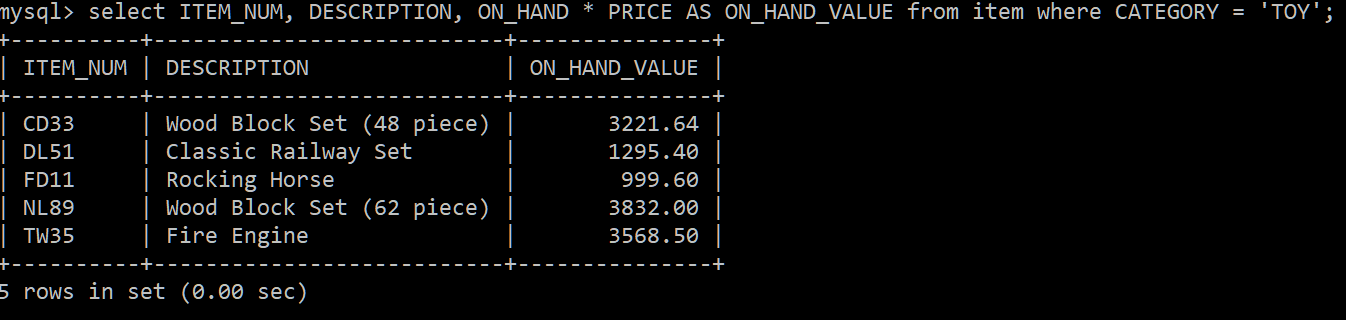 mysql> select ITEM_NUM, DESCRIPTION, ON_HAND * PRICE AS ON_HAND_VALUE from item where CATEGORY = 'TOY';
+----------+---------------------------+---------------+
| ITEM_NUM | DESCRIPTION               | ON_HAND_VALUE |
+----------+---------------------------+---------------+
| CD33     | Wood Block Set (48 piece) |       3221.64 |
| DL51     | Classic Railway Set       |       1295.40 |
| FD11     | Rocking Horse             |        999.60 |
| NL89     | Wood Block Set (62 piece) |       3832.00 |
| TW35     | Fire Engine               |       3568.50 |
+----------+---------------------------+---------------+
5 rows in set (0.00 sec)